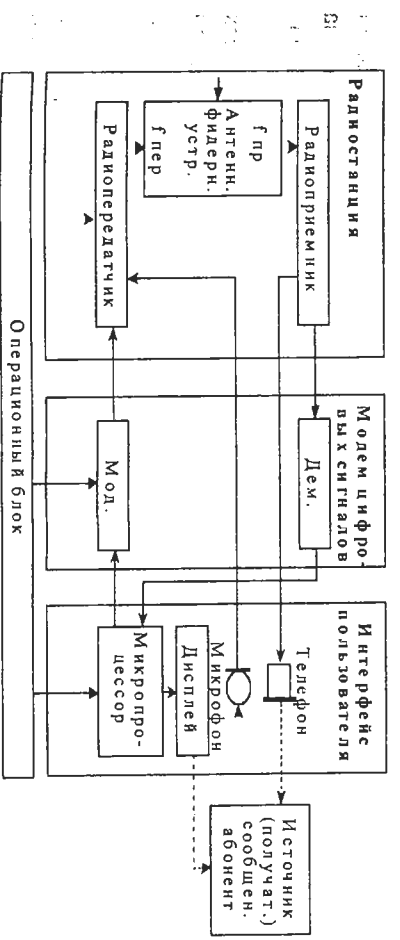 Радиостанция
Радиоприемник
f пр
Антенн.
фидерн.
устр.
f пер
Радиопередатчик
Модем цифро-
вых сигналов
Дем.
Мод.
Интерфейс
пользователя
Телефон
Микрофон
Дисплей
Микропро-
цессор
Источник
(получат.)
сообщен.
абонент
Операционный блок